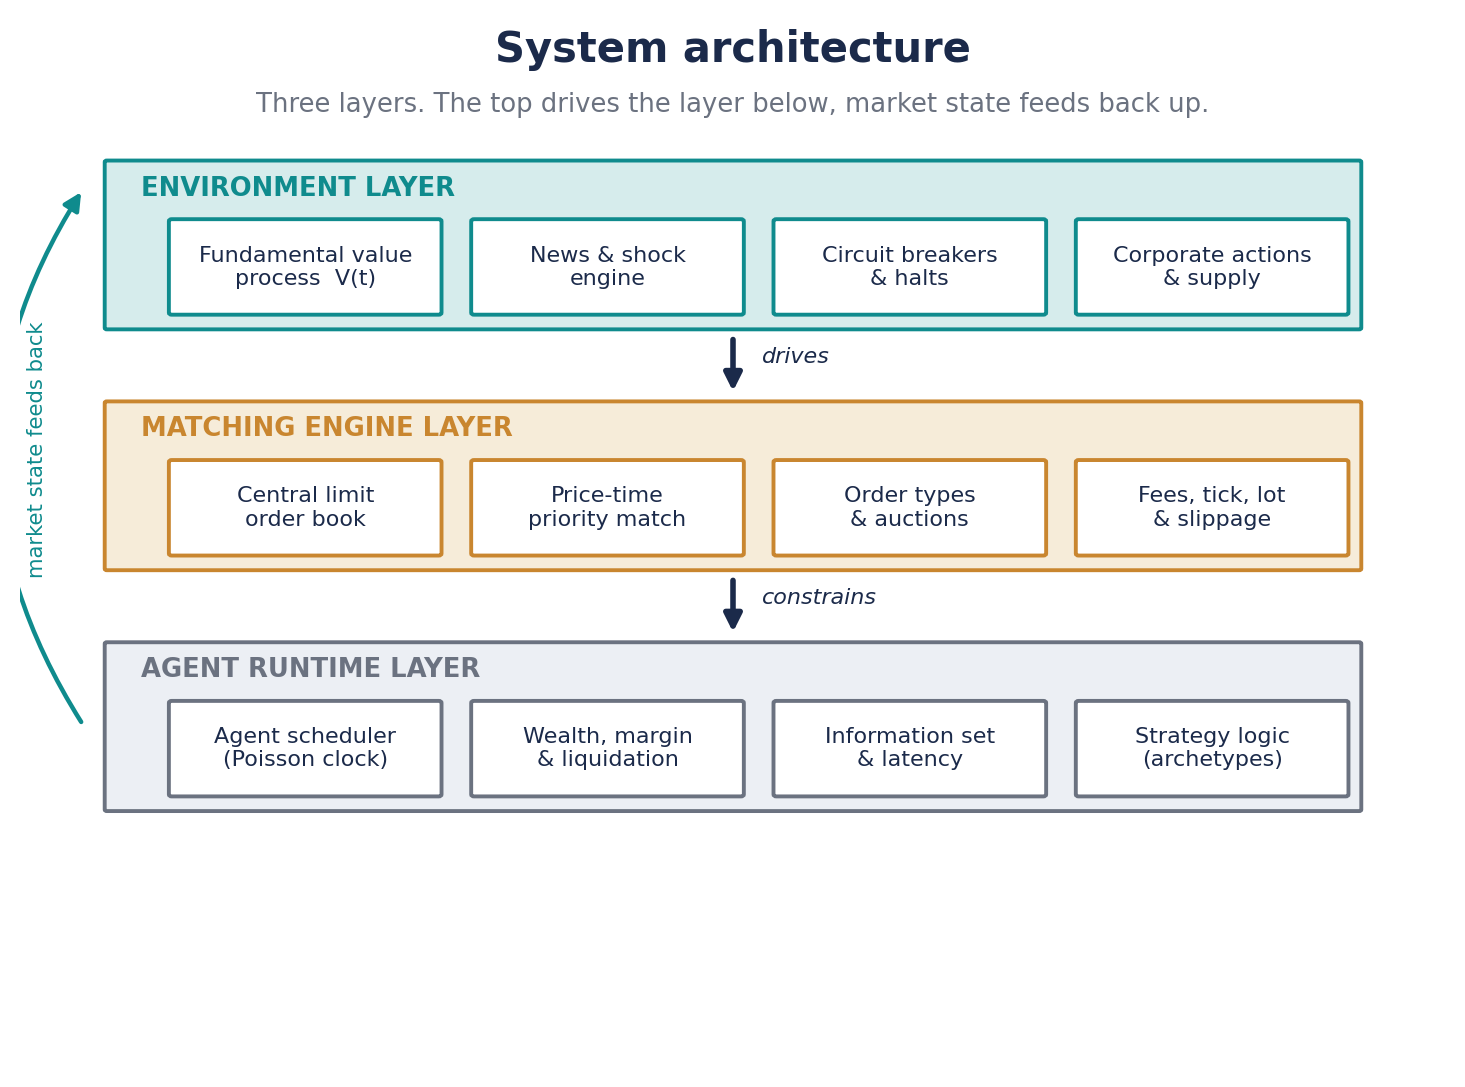 System architecture
Three layers. The top drives the layer below, market state feeds back up.
ENVIRONMENT LAYER
Fundamental value
process  V(t)
News & shock
engine
Circuit breakers
& halts
Corporate actions
& supply
drives
market state feeds back
MATCHING ENGINE LAYER
Central limit
order book
Price-time
priority match
Order types
& auctions
Fees, tick, lot
& slippage
constrains
AGENT RUNTIME LAYER
Agent scheduler
(Poisson clock)
Wealth, margin
& liquidation
Information set
& latency
Strategy logic
(archetypes)